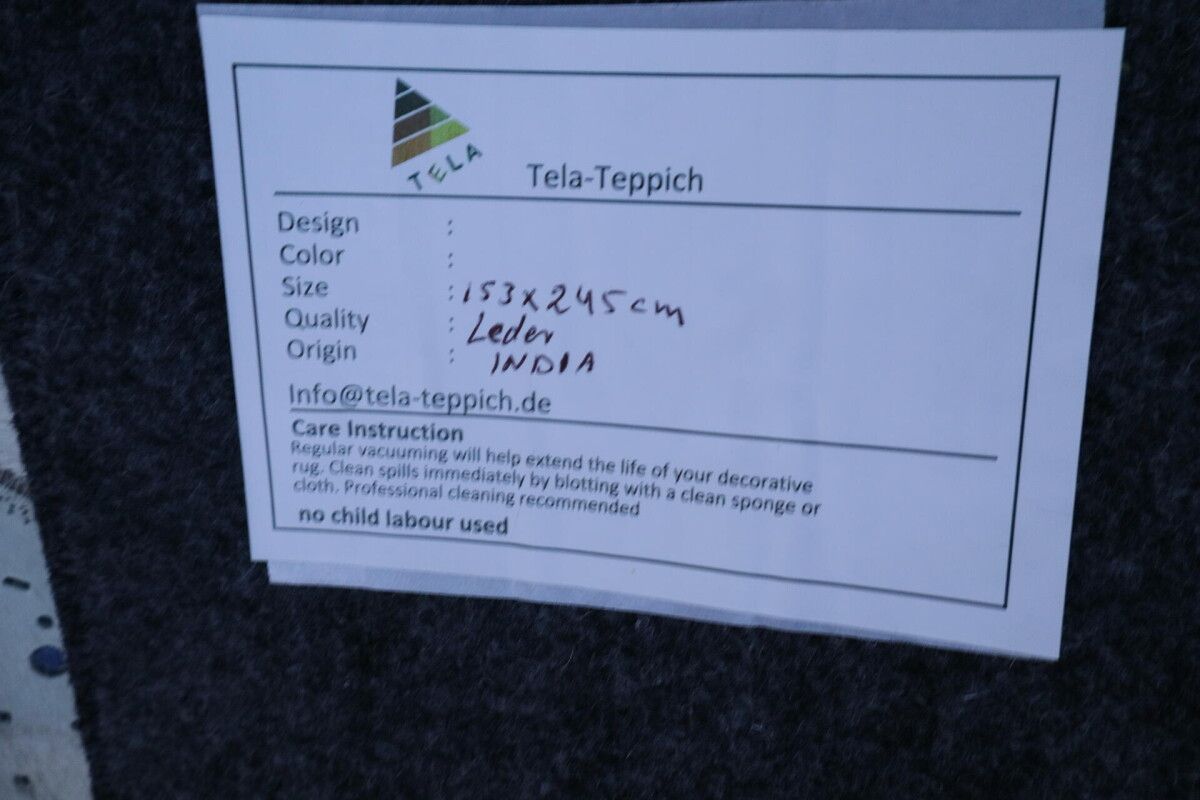 TELA
Tela-Teppich
Design :
Color :
Size : 153x245cm
Quality : Leder
Origin : INDIA
Info@tela-teppich.de
Care Instruction
Regular vacuuming will help extend the life of your decorative
rug. Clean spills immediately by blotting with a clean sponge or
cloth. Professional cleaning recommended
no child labour used